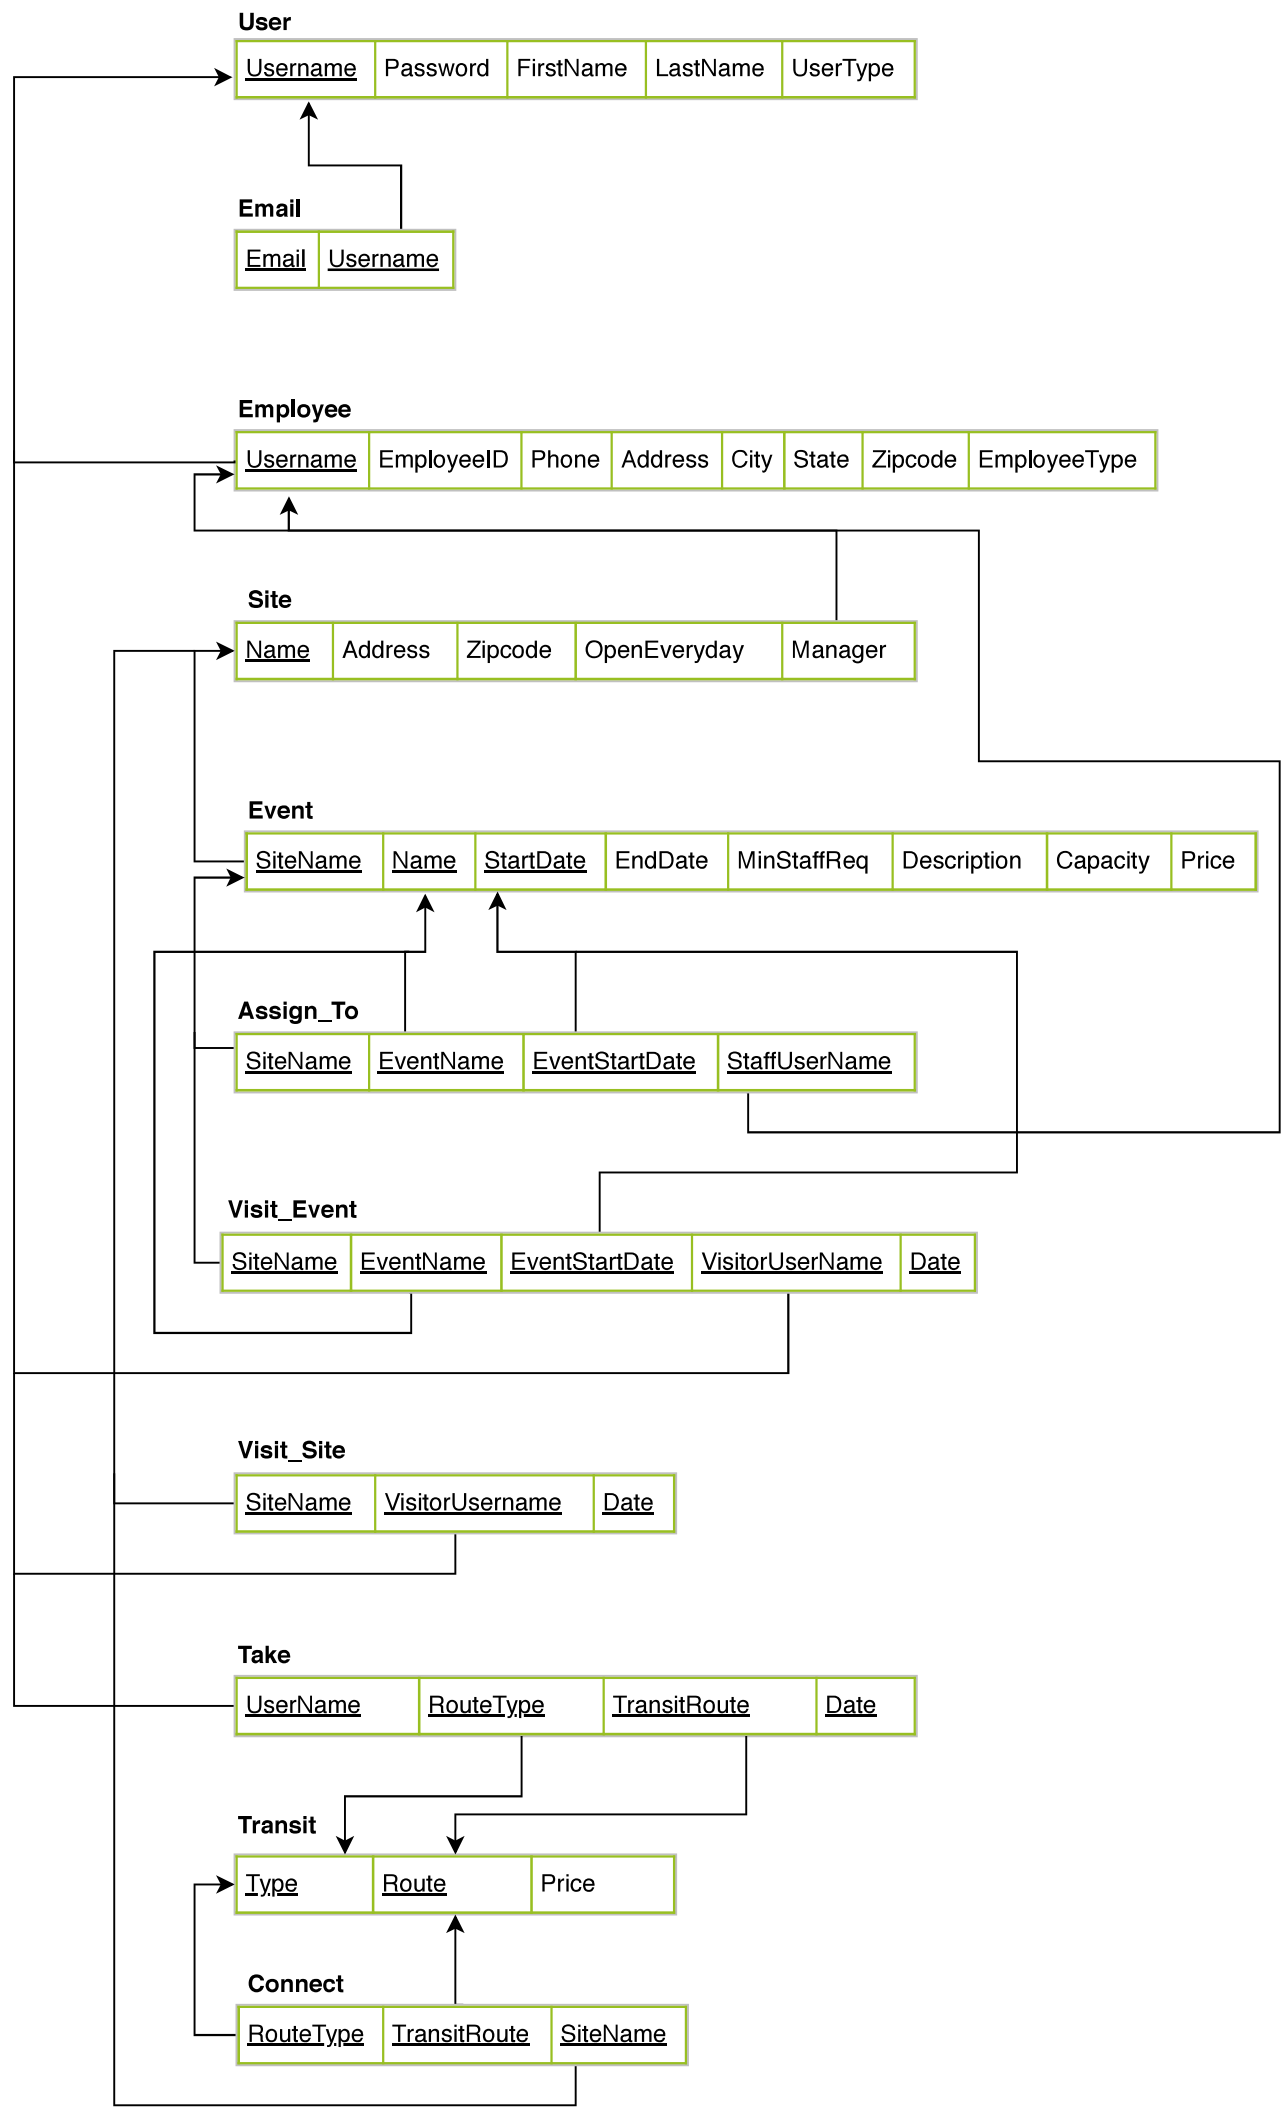 User
Username Password FirstName LastName UserType
Email
Email Username
Employee
Username EmployeeID Phone Address City State Zipcode EmployeeType
Site
Name Address Zipcode OpenEveryday Manager
Event
SiteName Name StartDate EndDate MinStaffReq Description Capacity Price
Assign_To
SiteName EventName EventStartDate StaffUserName
Visit_Event
SiteName EventName EventStartDate VisitorUserName Date
Visit_Site
SiteName VisitorUsername Date
Take
UserName RouteType TransitRoute Date
Transit
Type Route Price
Connect
RouteType TransitRoute SiteName